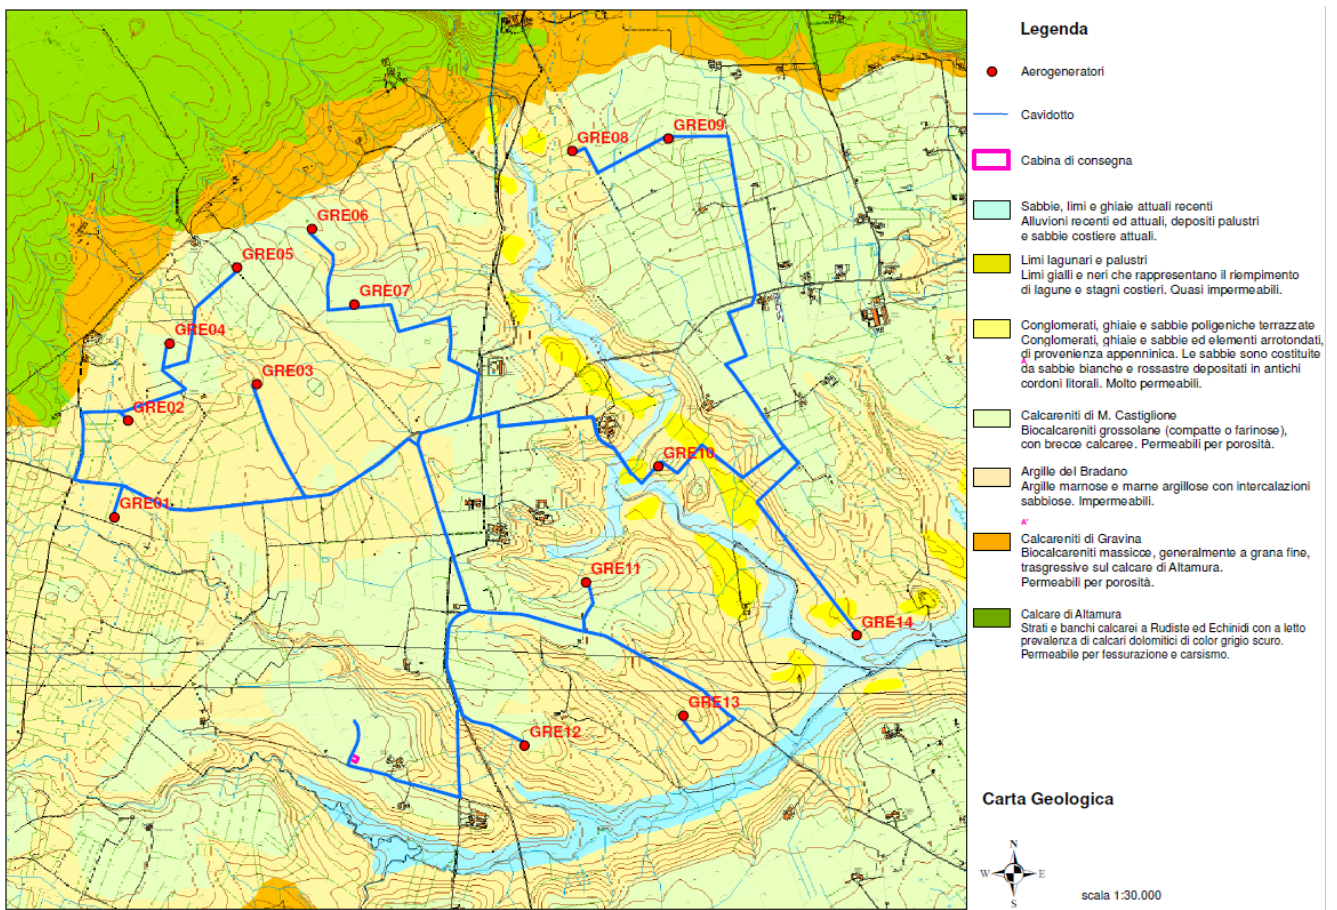 GRE08
GRE09
GRE06
GRE05
GRE07
GRE04
GRE03
GRE02
GRE10
GRE01
GRE11
GRE14
GRE13
GRE12
Legenda
Aerogeneratori
Cavidotto
Cabina di consegna
Sabbie, limi e ghiaie attuali recenti
Alluvioni recenti ed attuali, depositi palustri
e sabbie costiere attuali.
Limi lagunari e palustri
Limi gialli e neri che rappresentano il riempimento
di lagune e stagni costieri. Quasi impermeabili.
Conglomerati, ghiaie e sabbie poligeniche terrazzate
Conglomerati, ghiaie e sabbie ed elementi arrotondati,
di provenienza appenninica. Le sabbie sono costituite
A
da sabbie bianche e rossastre depositati in antichi
cordoni litorali. Molto permeabili.
Calcareniti di M. Castiglione
Biocalcareniti grossolane (compatte o farinose),
con brecce calcaree. Permeabili per porosità.
Argille del Bradano
Argille marnose e marne argillose con intercalazioni
sabbiose. Impermeabili.
A'
Calcareniti di Gravina
Biocalcareniti massicce, generalmente a grana fine,
trasgressive sul calcare di Altamura.
Permeabili per porosità.
Calcare di Altamura
Strati e banchi calcarei a Rudiste ed Echinidi con a letto
prevalenza di calcari dolomitici di color grigio scuro.
Permeabile per fessurazione e carsismo.
Carta Geologica
N
W E
S
scala 1:30.000